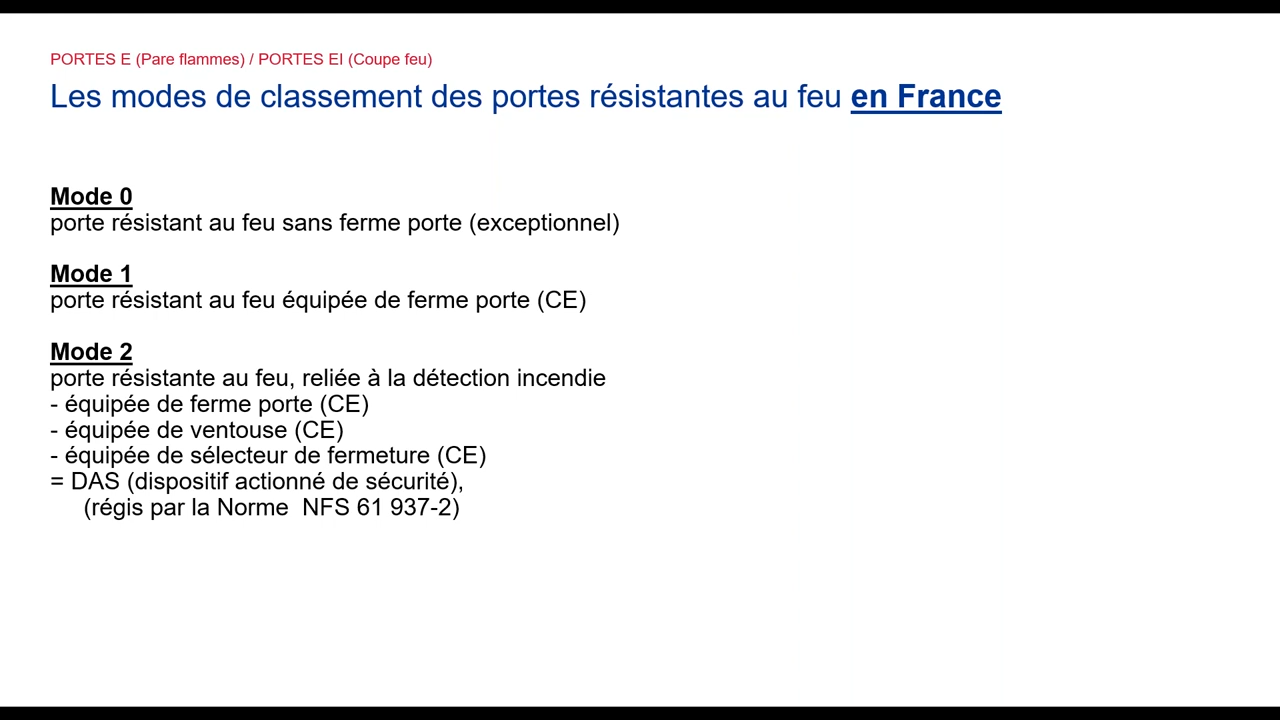 PORTES E (Pare flammes) / PORTES EI (Coupe feu)
Les modes de classement des portes résistantes au feu en France
Mode 0
porte résistant au feu sans ferme porte (exceptionnel)
Mode 1
porte résistant au feu équipée de ferme porte (CE)
Mode 2
porte résistante au feu, reliée à la détection incendie
- équipée de ferme porte (CE)
- équipée de ventouse (CE)
- équipée de sélecteur de fermeture (CE)
= DAS (dispositif actionné de sécurité),
(régis par la Norme  NFS 61 937-2)